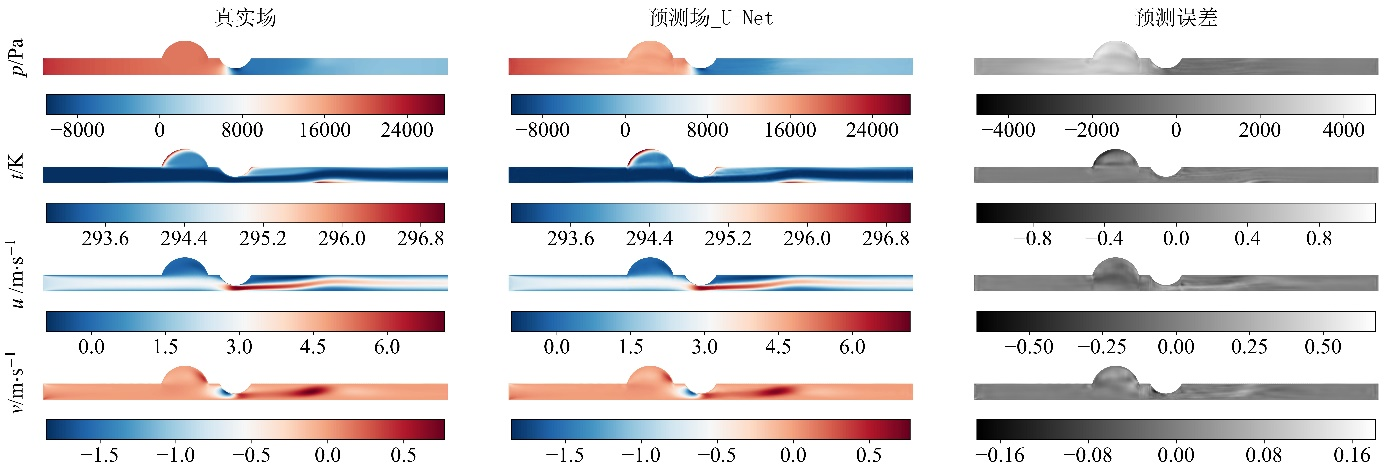 真实场 预测场_U Net 预测误差
p/Pa
−8000 0 8000 16000 24000 −8000 0 8000 16000 24000 −4000 −2000 0 2000 4000
t/K
293.6 294.4 295.2 296.0 296.8 293.6 294.4 295.2 296.0 296.8 −0.8 −0.4 0.0 0.4 0.8
u /m·s⁻¹
0.0 1.5 3.0 4.5 6.0 0.0 1.5 3.0 4.5 6.0 −0.50 −0.25 0.00 0.25 0.50
v/m·s⁻¹
−1.5 −1.0 −0.5 0.0 0.5 −1.5 −1.0 −0.5 0.0 0.5 −0.16 −0.08 0.00 0.08 0.16